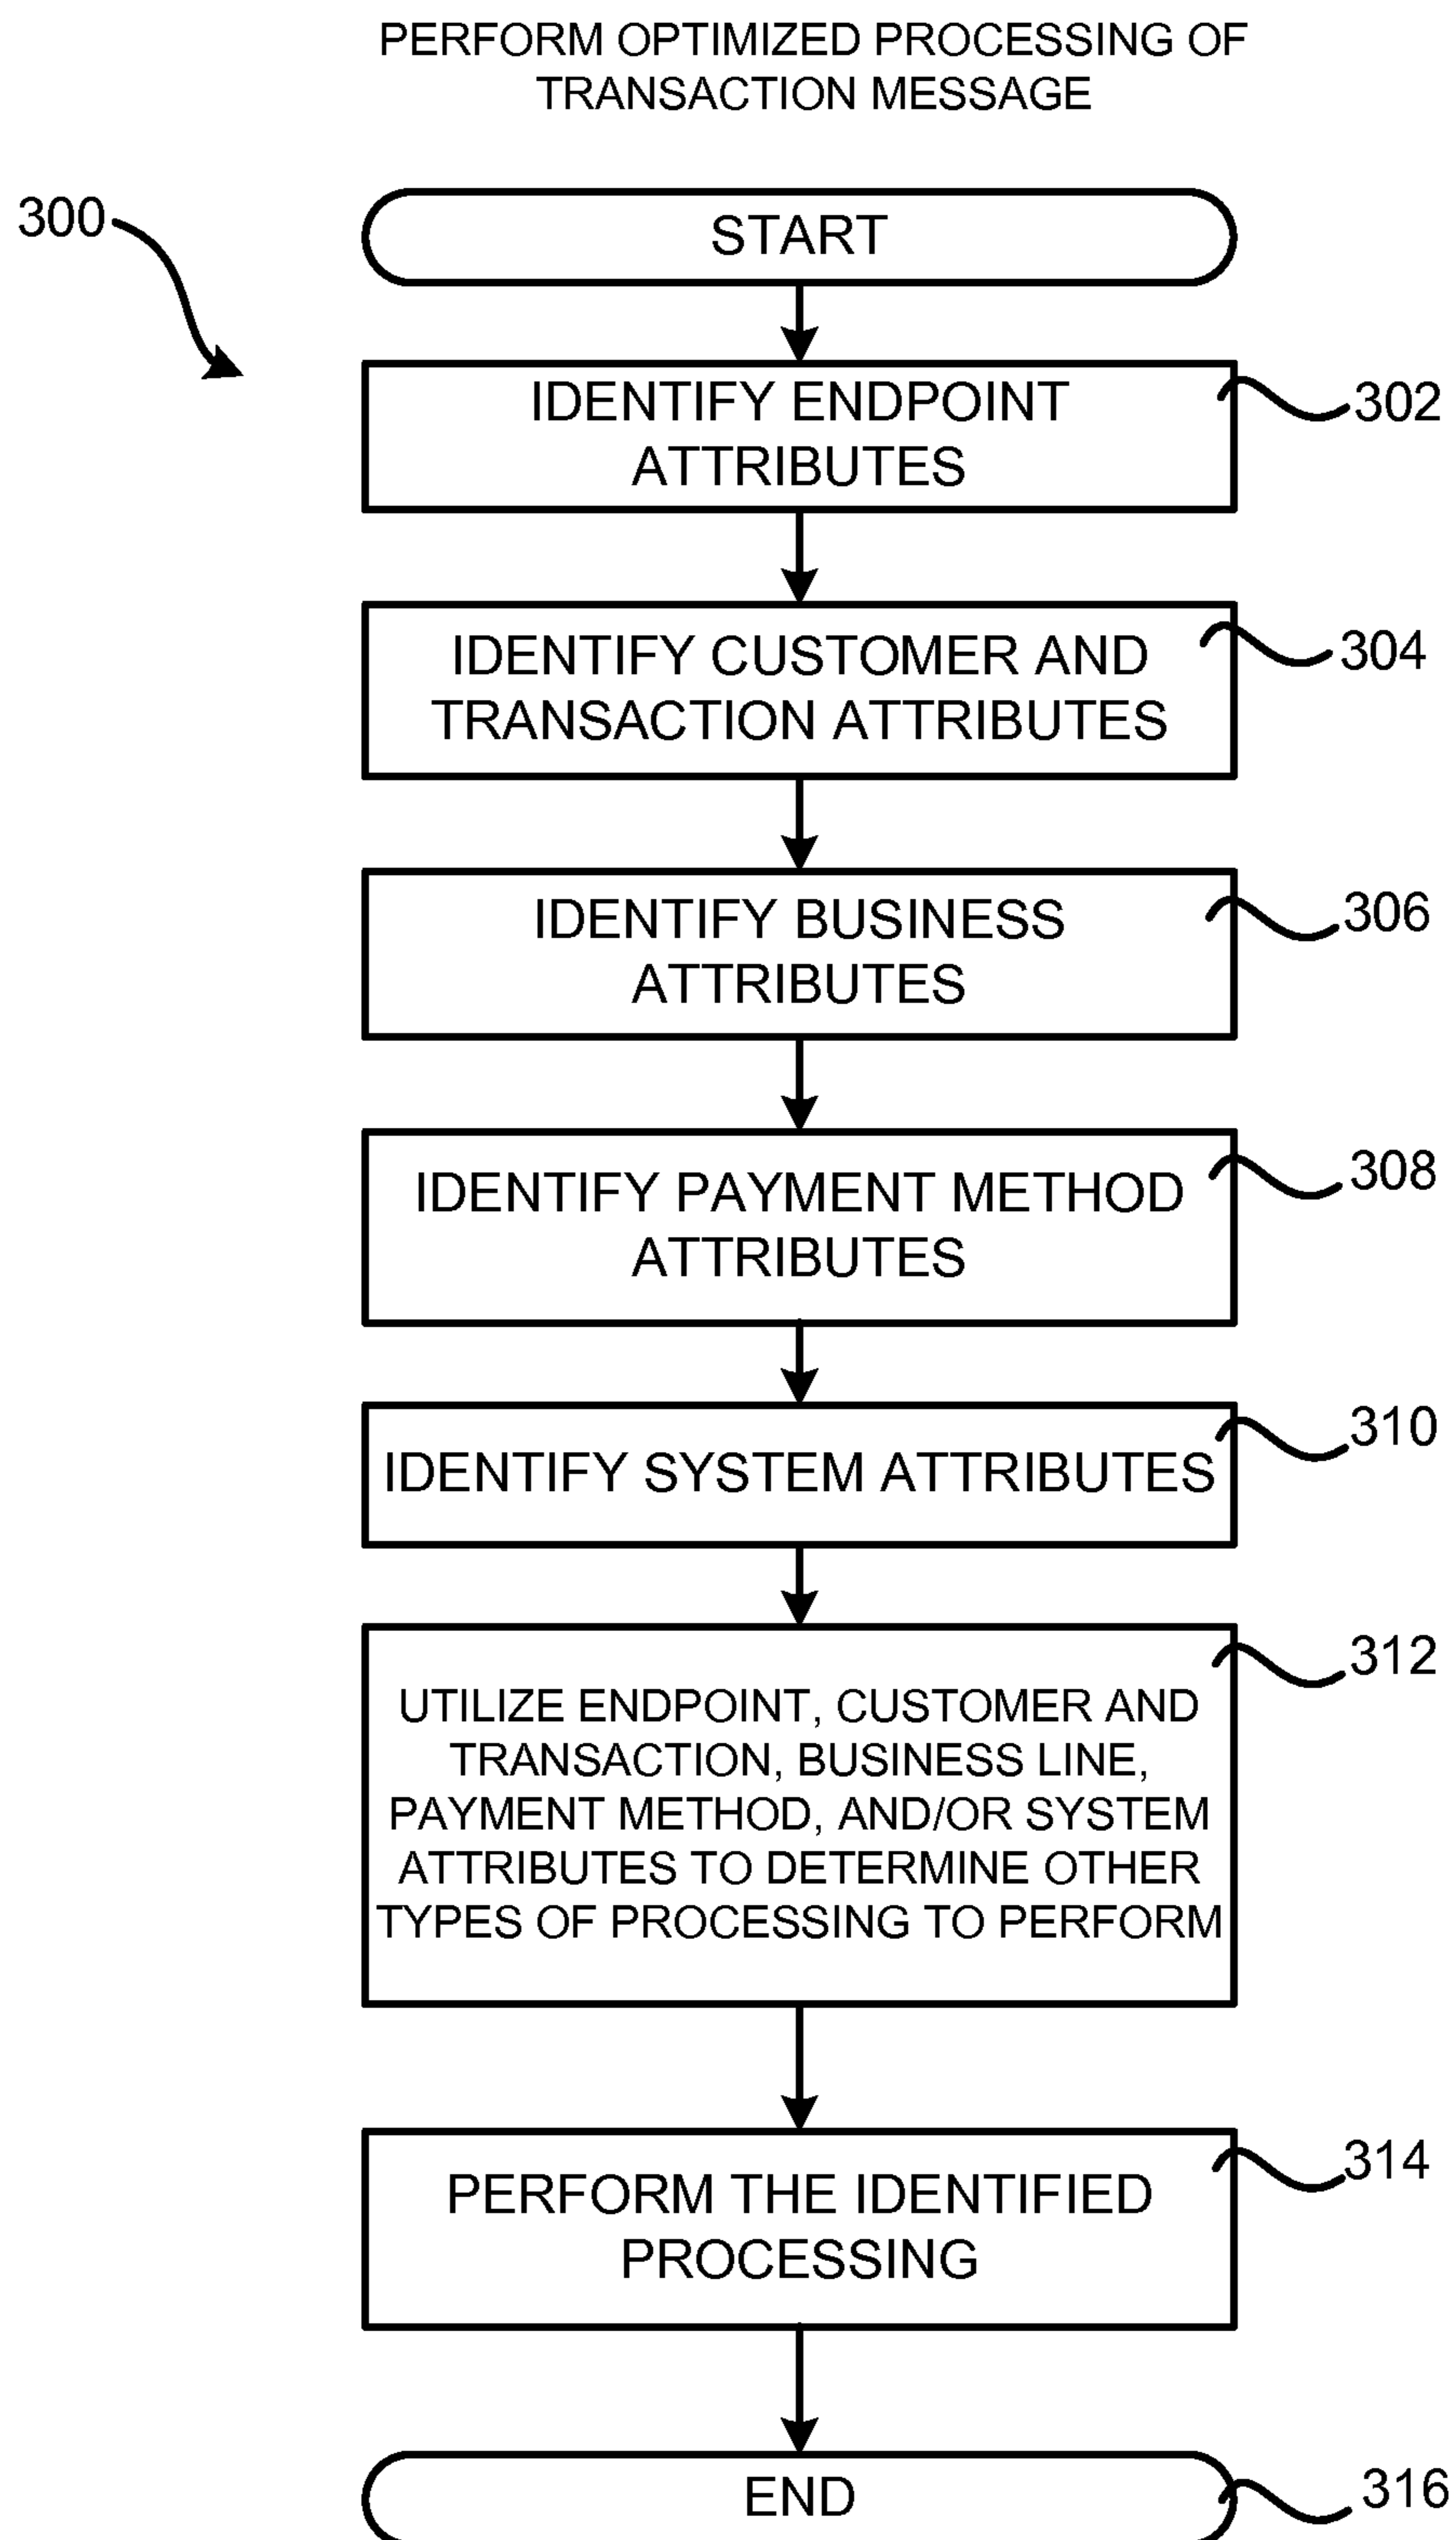 PERFORM OPTIMIZED PROCESSING OF
TRANSACTION MESSAGE
300
START
IDENTIFY ENDPOINT
ATTRIBUTES
302
IDENTIFY CUSTOMER AND
TRANSACTION ATTRIBUTES
304
IDENTIFY BUSINESS
ATTRIBUTES
306
IDENTIFY PAYMENT METHOD
ATTRIBUTES
308
IDENTIFY SYSTEM ATTRIBUTES
310
UTILIZE ENDPOINT, CUSTOMER AND
TRANSACTION, BUSINESS LINE,
PAYMENT METHOD, AND/OR SYSTEM
ATTRIBUTES TO DETERMINE OTHER
TYPES OF PROCESSING TO PERFORM
312
PERFORM THE IDENTIFIED
PROCESSING
314
END
316